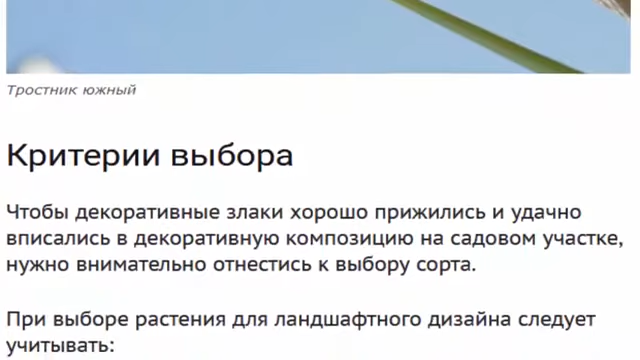 Тростник южный
Критерии выбора
Чтобы декоративные злаки хорошо прижились и удачно
вписались в декоративную композицию на садовом участке,
нужно внимательно отнестись к выбору сорта.
При выборе растения для ландшафтного дизайна следует
учитывать: